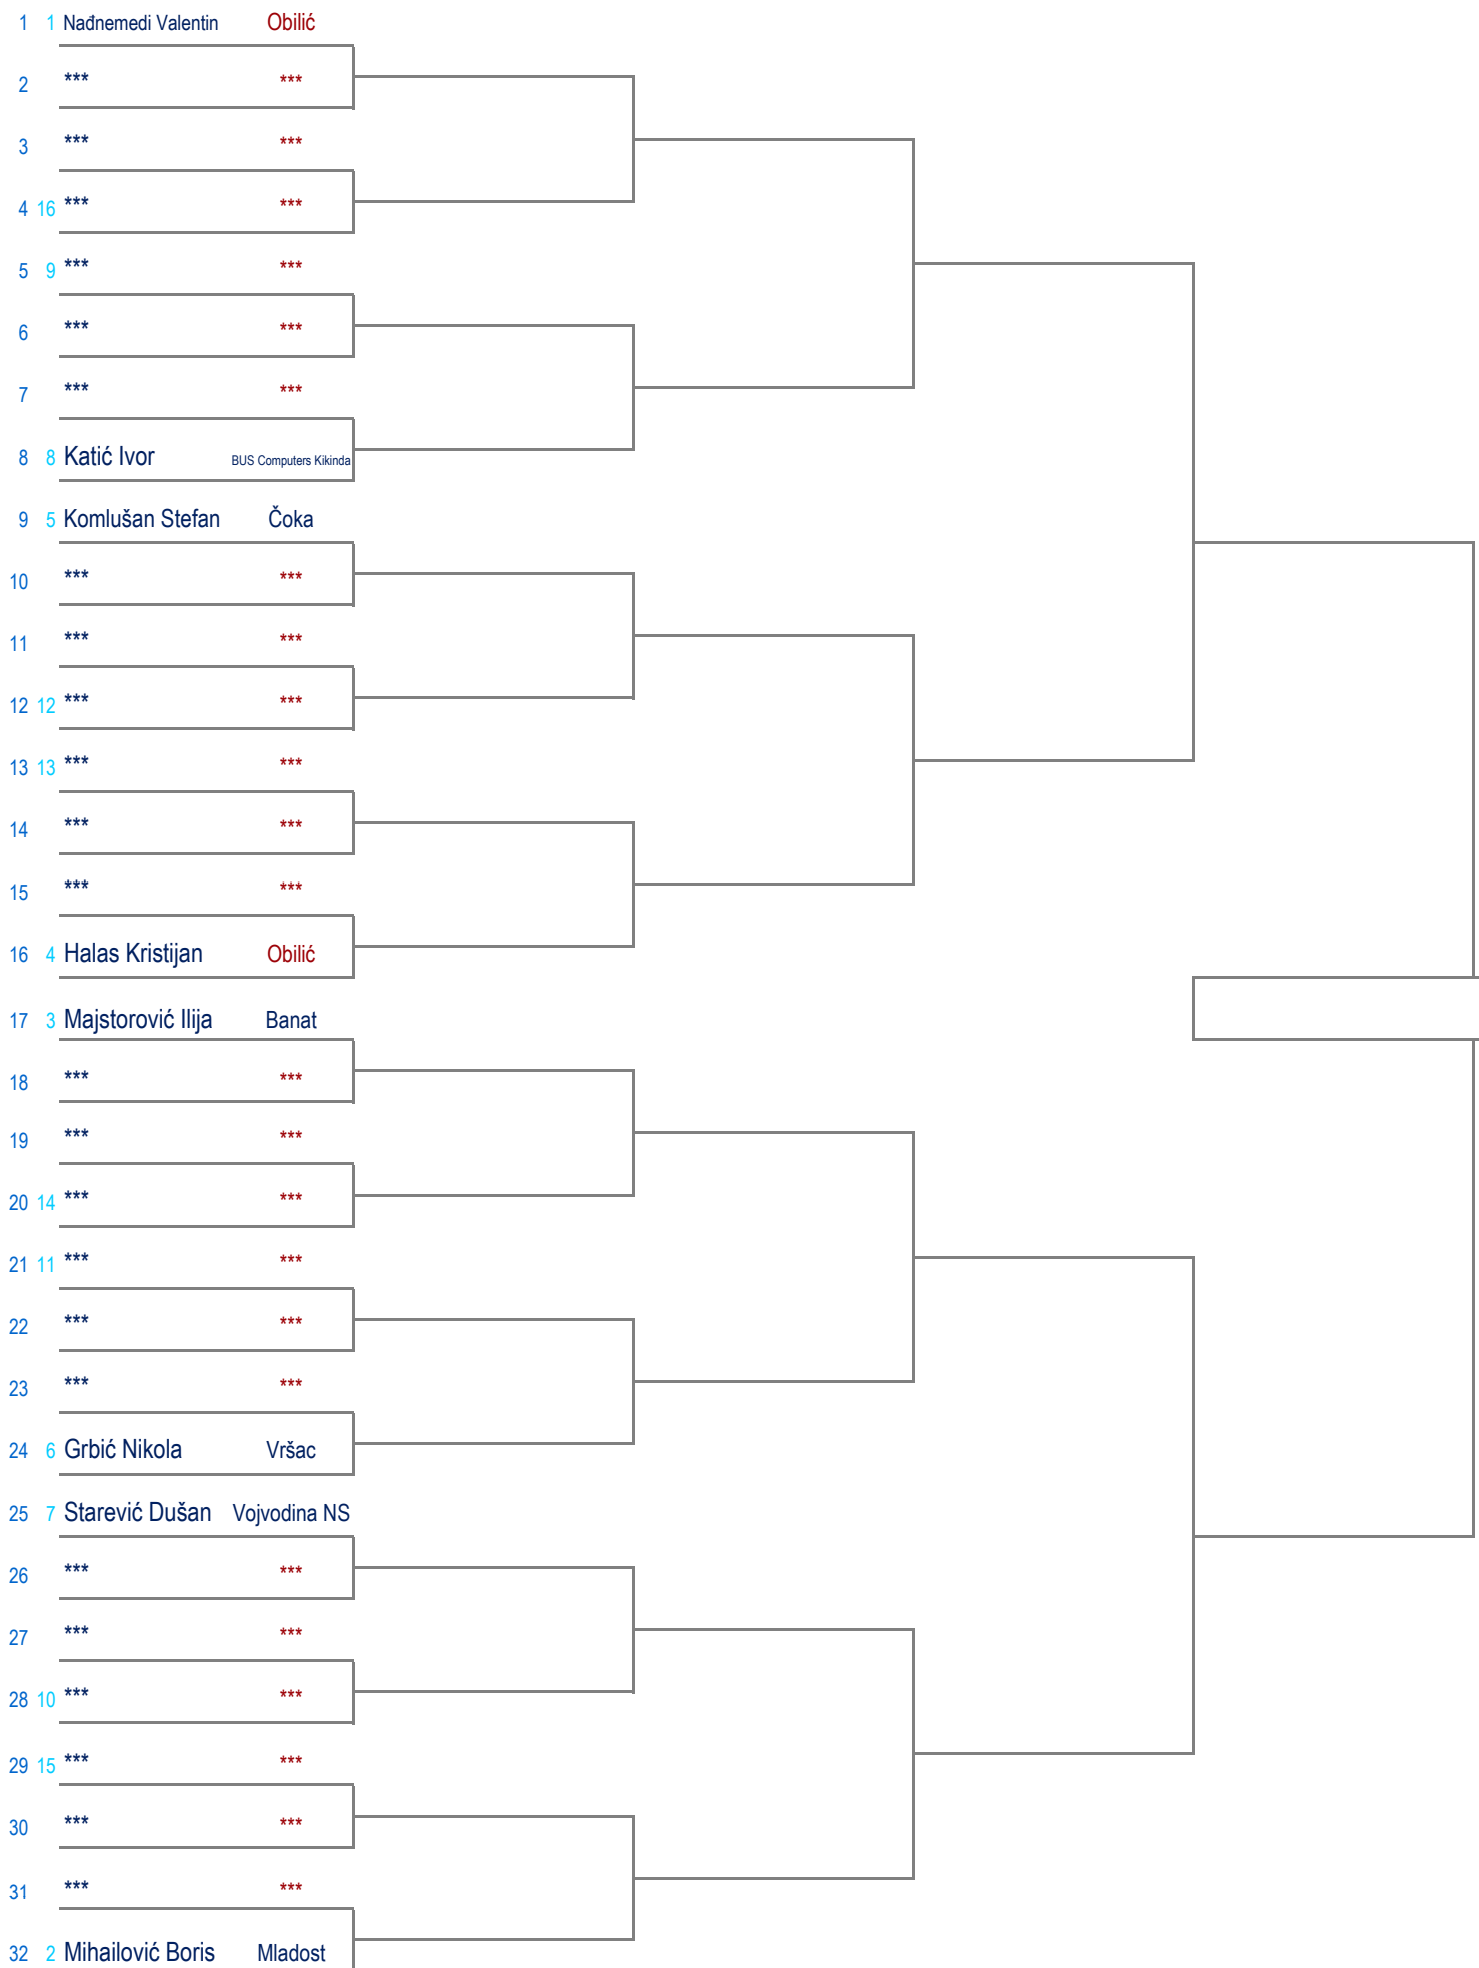 1 1 Nađnemedi Valentin Obilić
2 *** ***
3 *** ***
4 16 *** ***
5 9 *** ***
6 *** ***
7 *** ***
8 8 Katić Ivor BUS Computers Kikinda
9 5 Komlušan Stefan Čoka
10 *** ***
11 *** ***
12 12 *** ***
13 13 *** ***
14 *** ***
15 *** ***
16 4 Halas Kristijan Obilić
17 3 Majstorović Ilija Banat
18 *** ***
19 *** ***
20 14 *** ***
21 11 *** ***
22 *** ***
23 *** ***
24 6 Grbić Nikola Vršac
25 7 Starević Dušan Vojvodina NS
26 *** ***
27 *** ***
28 10 *** ***
29 15 *** ***
30 *** ***
31 *** ***
32 2 Mihailović Boris Mladost